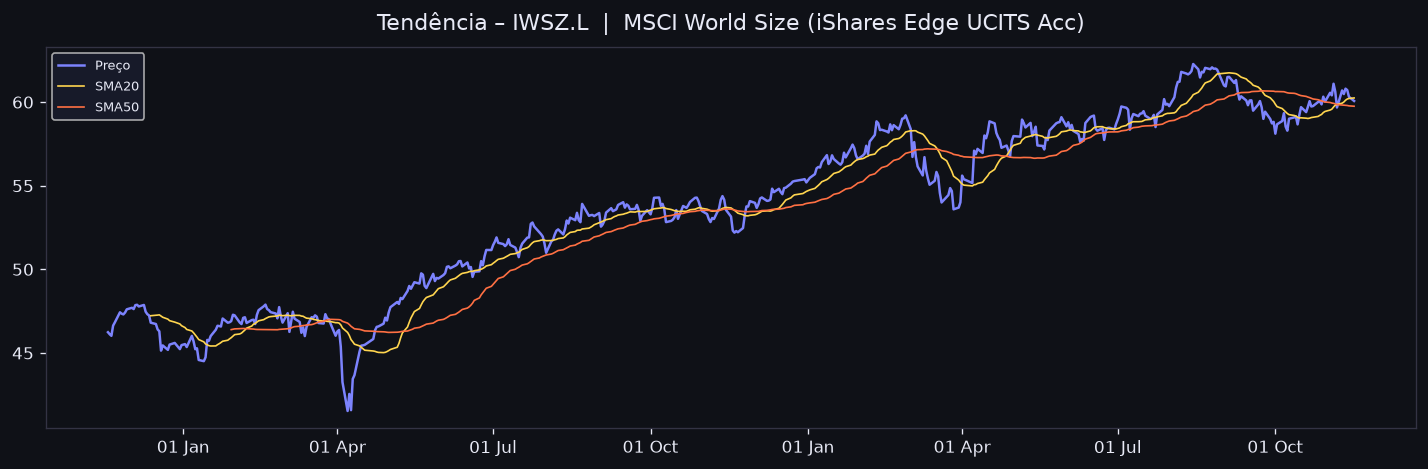 Tendência – IWSZ.L | MSCI World Size (iShares Edge UCITS Acc)
Preço
SMA20
SMA50
60
55
50
45
01 Jan
01 Apr
01 Jul
01 Oct
01 Jan
01 Apr
01 Jul
01 Oct